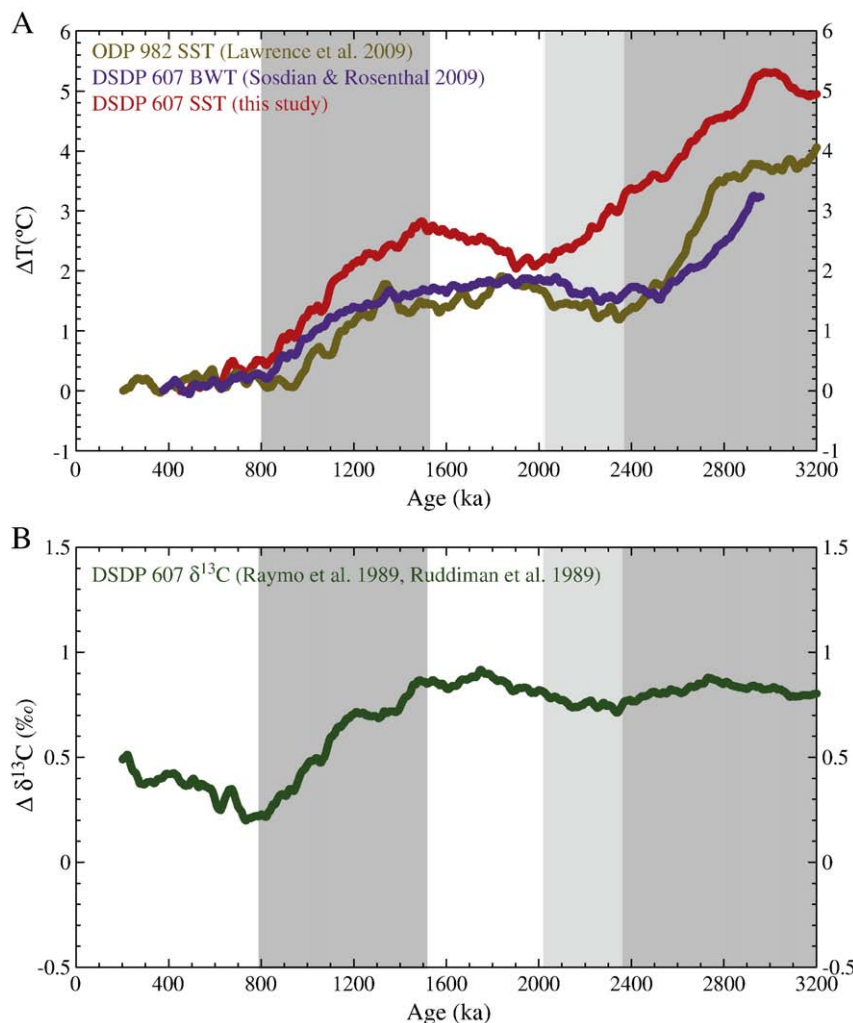 A
ODP 982 SST (Lawrence et al. 2009)
DSDP 607 BWT (Sosdian & Rosenthal 2009)
DSDP 607 SST (this study)
6
5
4
3
2
1
0
-1
ΔT(ºC)
6
5
4
3
2
1
0
-1
0 400 800 1200 1600 2000 2400 2800 3200
Age (ka)
B
DSDP 607 δ¹³C (Raymo et al. 1989, Ruddiman et al. 1989)
1.5
1
0.5
0
-0.5
Δ δ¹³C (‰)
1.5
1
0.5
0
-0.5
0 400 800 1200 1600 2000 2400 2800 3200
Age (ka)